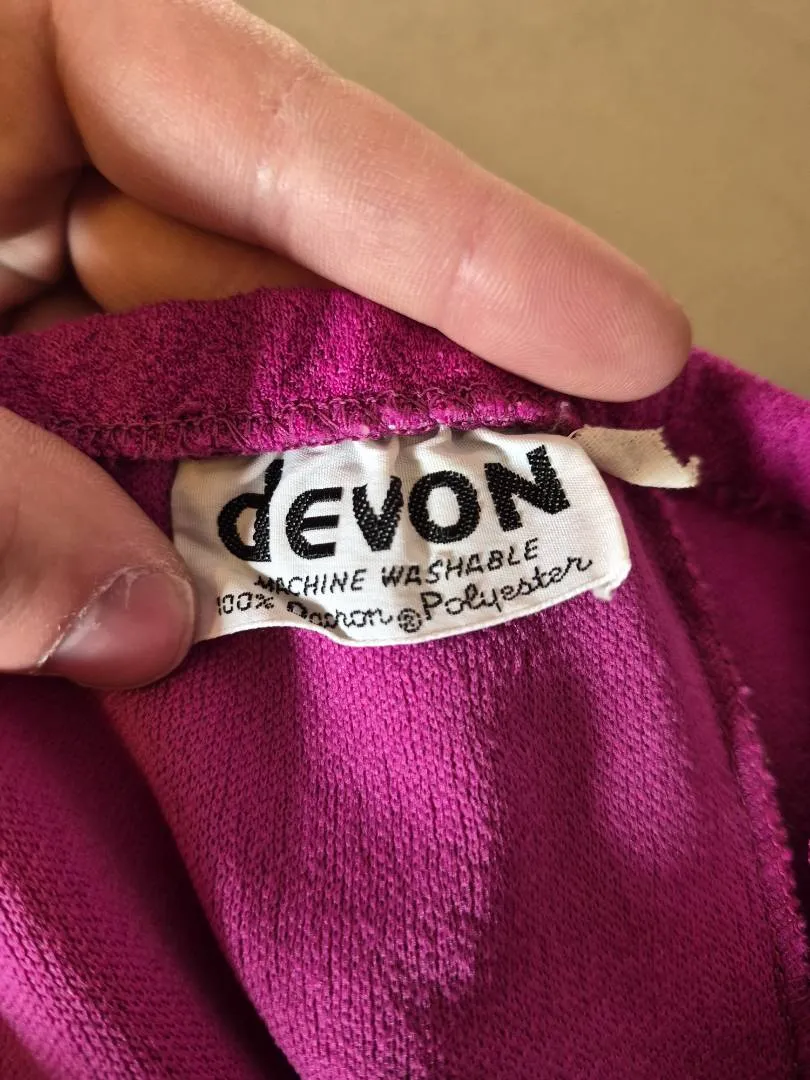 dEVON
MACHINE WASHABLE
100% Dacron® Polyester